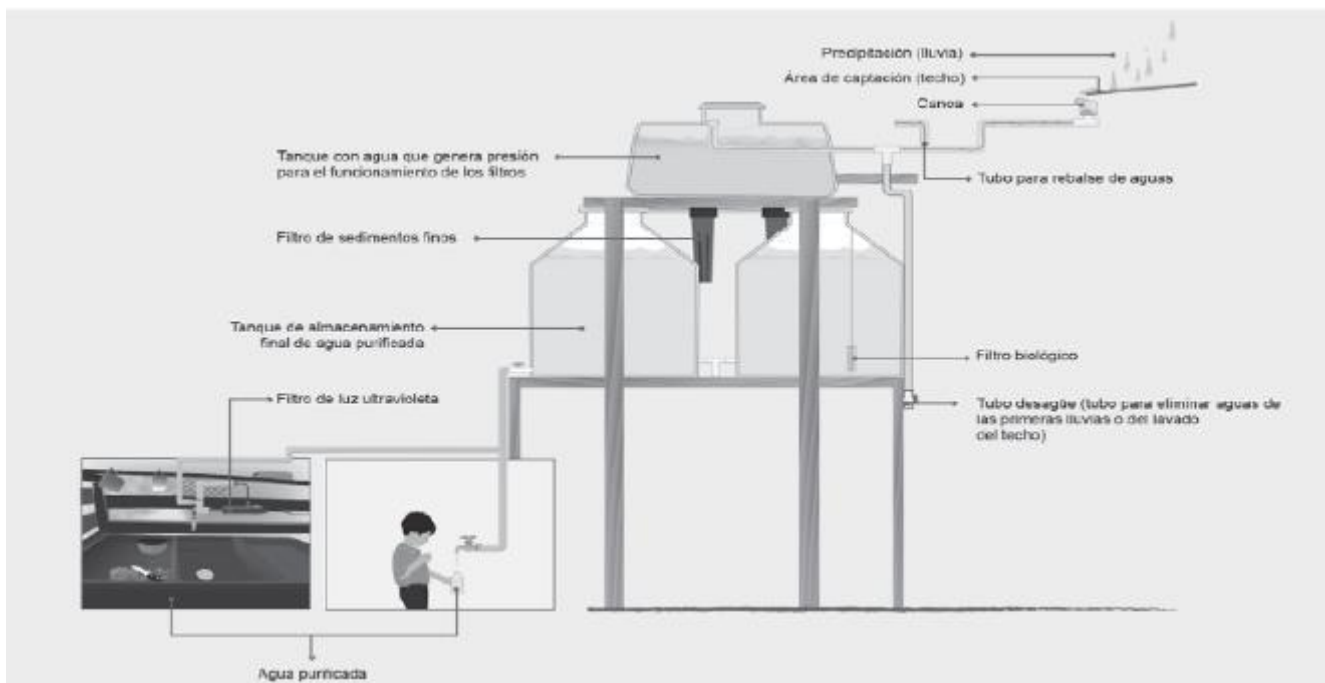 Precipitación (lluvia)
Área de captación (techo)
Canoa
Tanque con agua que genera presión
para el funcionamiento de los filtros
Tubo para rebalse de aguas
Filtro de sedimentos finos
Tanque de almacenamiento
final de agua purificada
Filtro biológico
Filtro de luz ultravioleta
Tubo desagüe (tubo para eliminar aguas de
las primeras lluvias o del lavado
del techo)
Agua purificada